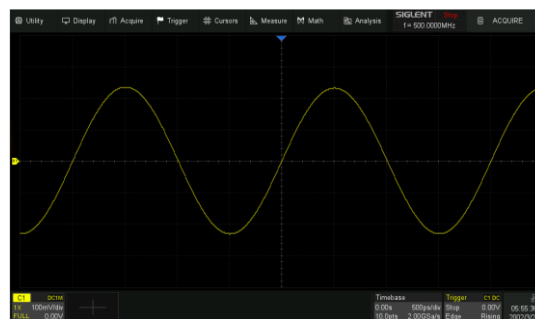 Utility Display Acquire Trigger Cursors Measure Math Analysis SIGLENT Stop ACQUIRE
f = 500.0000MHz
C1 DC1M
1X 100mV/div
FULL 0.00V
Timebase
0.00s 500ps/div
10.0pts 2.00GSa/s
Trigger C1 DC
Stop 0.00V
Edge Rising